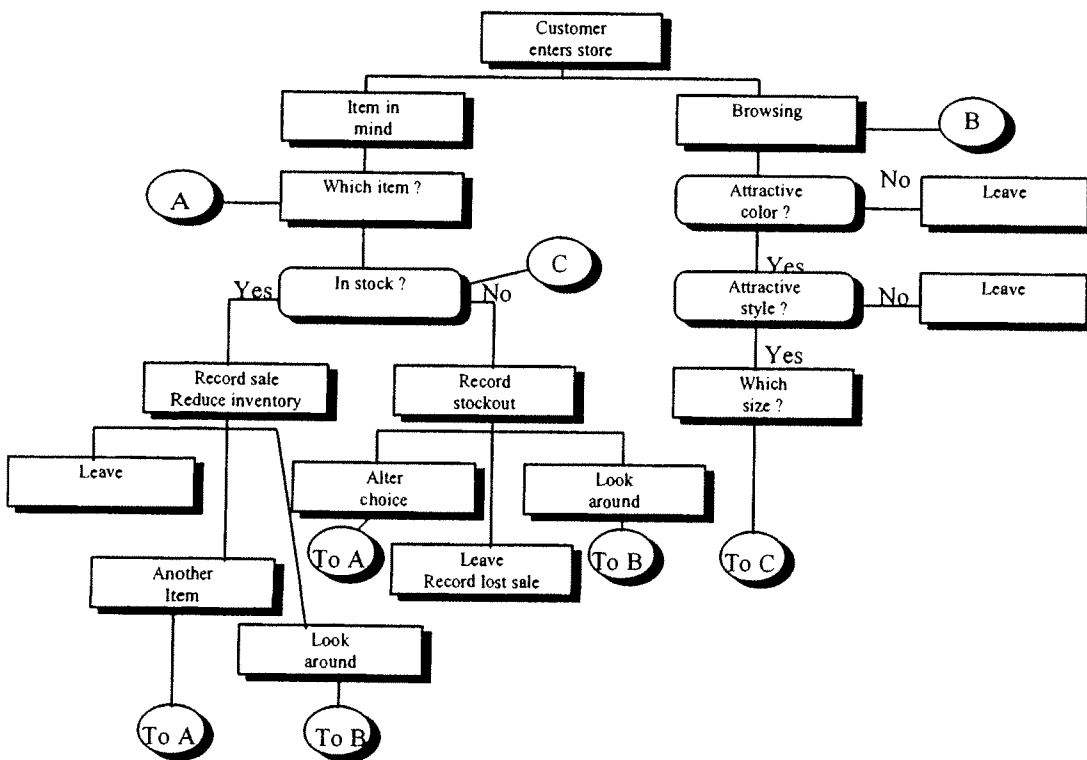 Customer
enters store
Item in
mind
Browsing
B
Which item ?
A
Attractive
color ?
No
Leave
In stock ?
C
Yes
No
Yes
Attractive
style ?
No
Leave
Yes
Record sale
Reduce inventory
Record
stockout
Which
size ?
Leave
Alter
choice
Look
around
To A
Leave
Record lost sale
To B
To C
Another
Item
Look
around
To A
To B